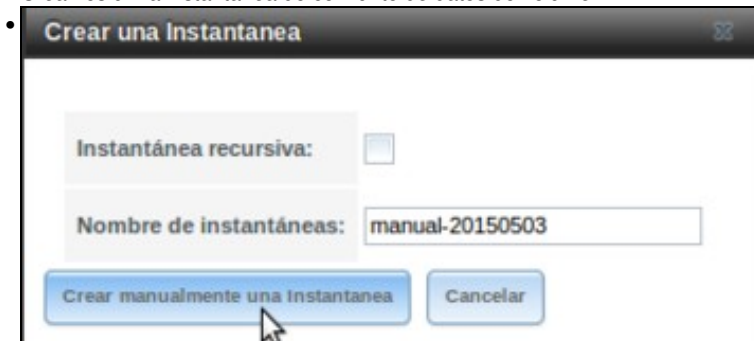 Crear una Instantanea
Instantánea recursiva:
Nombre de instantáneas: manual-20150503
Crear manualmente una Instantanea Cancelar